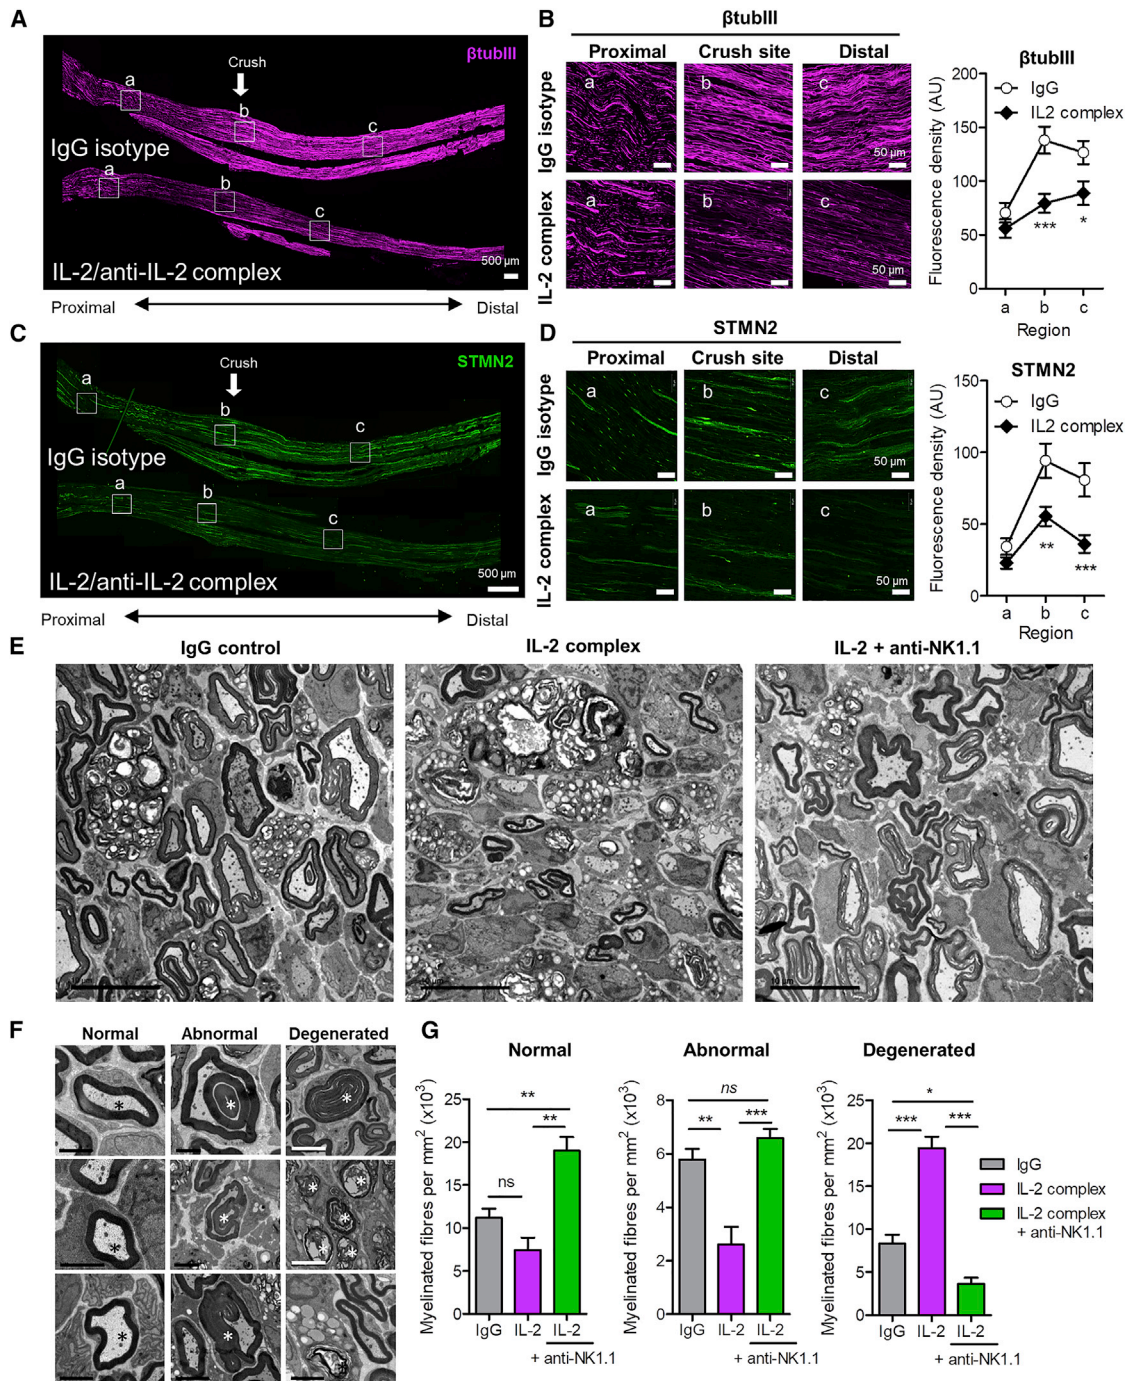 A
βtubIII
Crush
a
b
c
IgG isotype
a
b
c
IL-2/anti-IL-2 complex
500 µm
Proximal
Distal
B
βtubIII
Proximal
Crush site
Distal
IgG isotype
a
b
c
50 µm
IL-2 complex
a
b
c
50 µm
βtubIII
Fluorescence density (AU)
200
150
100
50
0
IgG
IL2 complex
***
*
a
b
c
Region
C
STMN2
Crush
a
b
c
IgG isotype
a
b
c
IL-2/anti-IL-2 complex
500 µm
Proximal
Distal
D
STMN2
Proximal
Crush site
Distal
IgG isotype
a
b
c
50 µm
IL-2 complex
a
b
c
50 µm
STMN2
Fluorescence density (AU)
150
100
50
0
IgG
IL2 complex
**
***
a
b
c
Region
E
IgG control
IL-2 complex
IL-2 + anti-NK1.1
10 µm
F
Normal
Abnormal
Degenerated
*
*
*
*
*
*
*
*
*
*
*
*
*
G
Normal
Myelinated fibres per mm² (x10³)
25
20
15
10
5
0
**
**
ns
IgG
IL-2
IL-2
+ anti-NK1.1
Abnormal
Myelinated fibres per mm² (x10³)
8
6
4
2
0
ns
**
***
IgG
IL-2
IL-2
+ anti-NK1.1
Degenerated
Myelinated fibres per mm² (x10³)
25
20
15
10
5
0
*
***
***
IgG
IL-2
IL-2
+ anti-NK1.1
IgG
IL-2 complex
IL-2 complex
+ anti-NK1.1